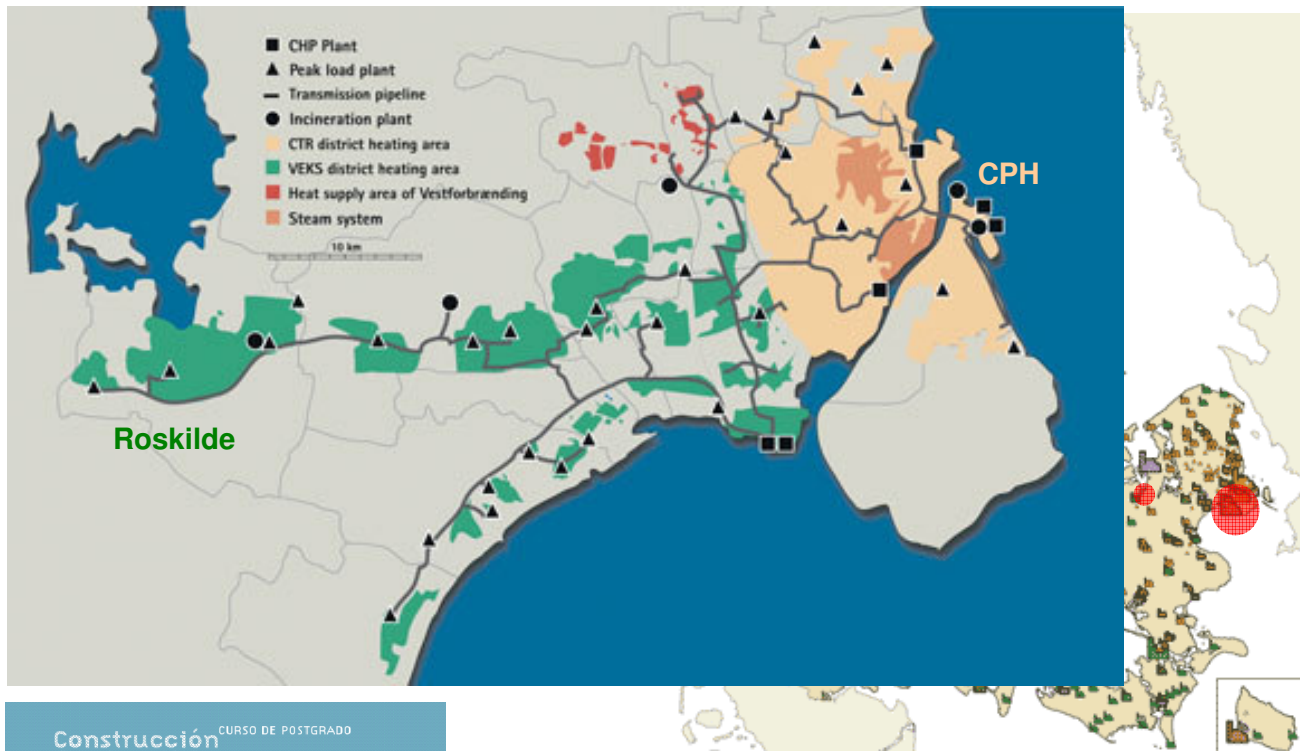 CHP Plant
Peak load plant
Transmission pipeline
Incineration plant
CTR district heating area
VEKS district heating area
Heat supply area of Vestforbrænding
Steam system
10 km
CPH
Roskilde
Construcción CURSO DE POSTGRADO